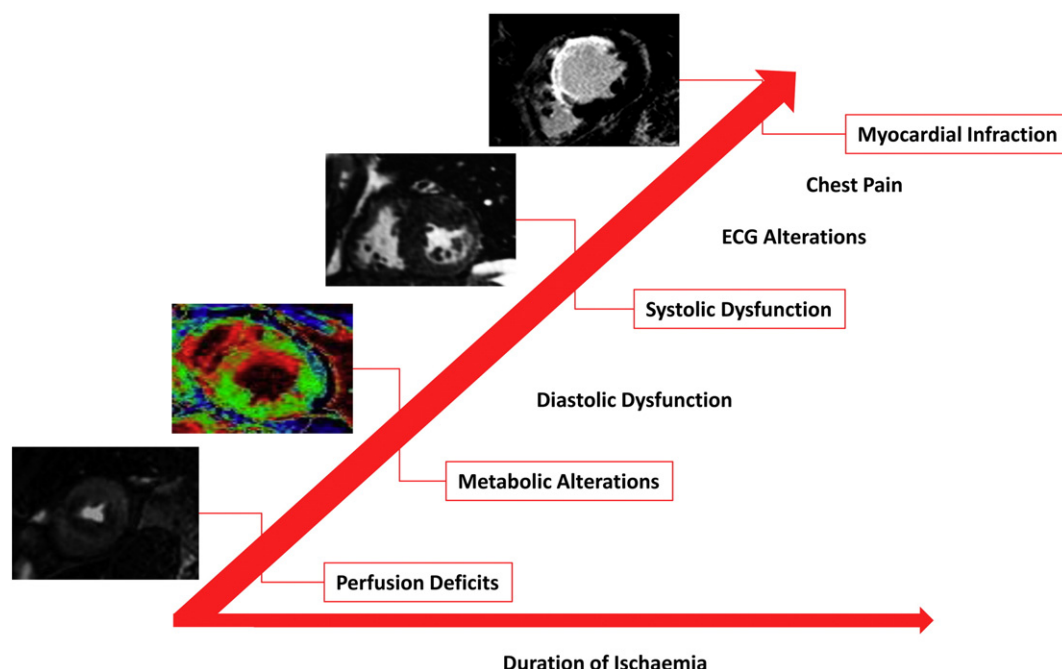 Myocardial Infraction
Chest Pain
ECG Alterations
Systolic Dysfunction
Diastolic Dysfunction
Metabolic Alterations
Perfusion Deficits
Duration of Ischaemia